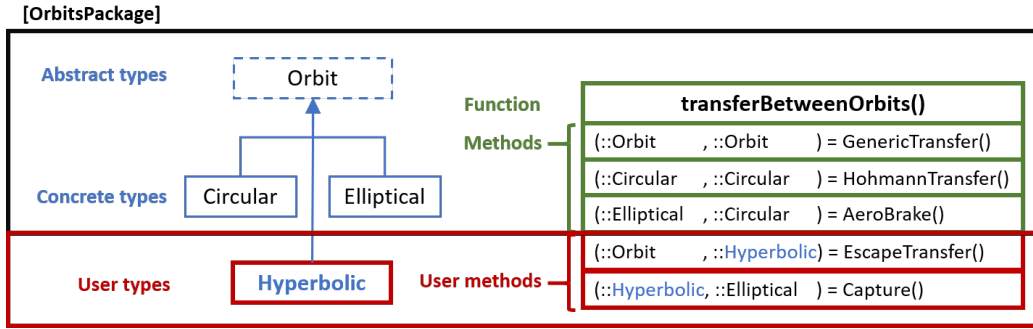 [OrbitsPackage]
Abstract types
Orbit
Function
transferBetweenOrbits()
Methods
(::Orbit , ::Orbit ) = GenericTransfer()
(::Circular , ::Circular ) = HohmannTransfer()
(::Elliptical , ::Circular ) = AeroBrake()
Concrete types
Circular
Elliptical
User types
Hyperbolic
User methods
(::Orbit , ::Hyperbolic) = EscapeTransfer()
(::Hyperbolic, ::Elliptical ) = Capture()